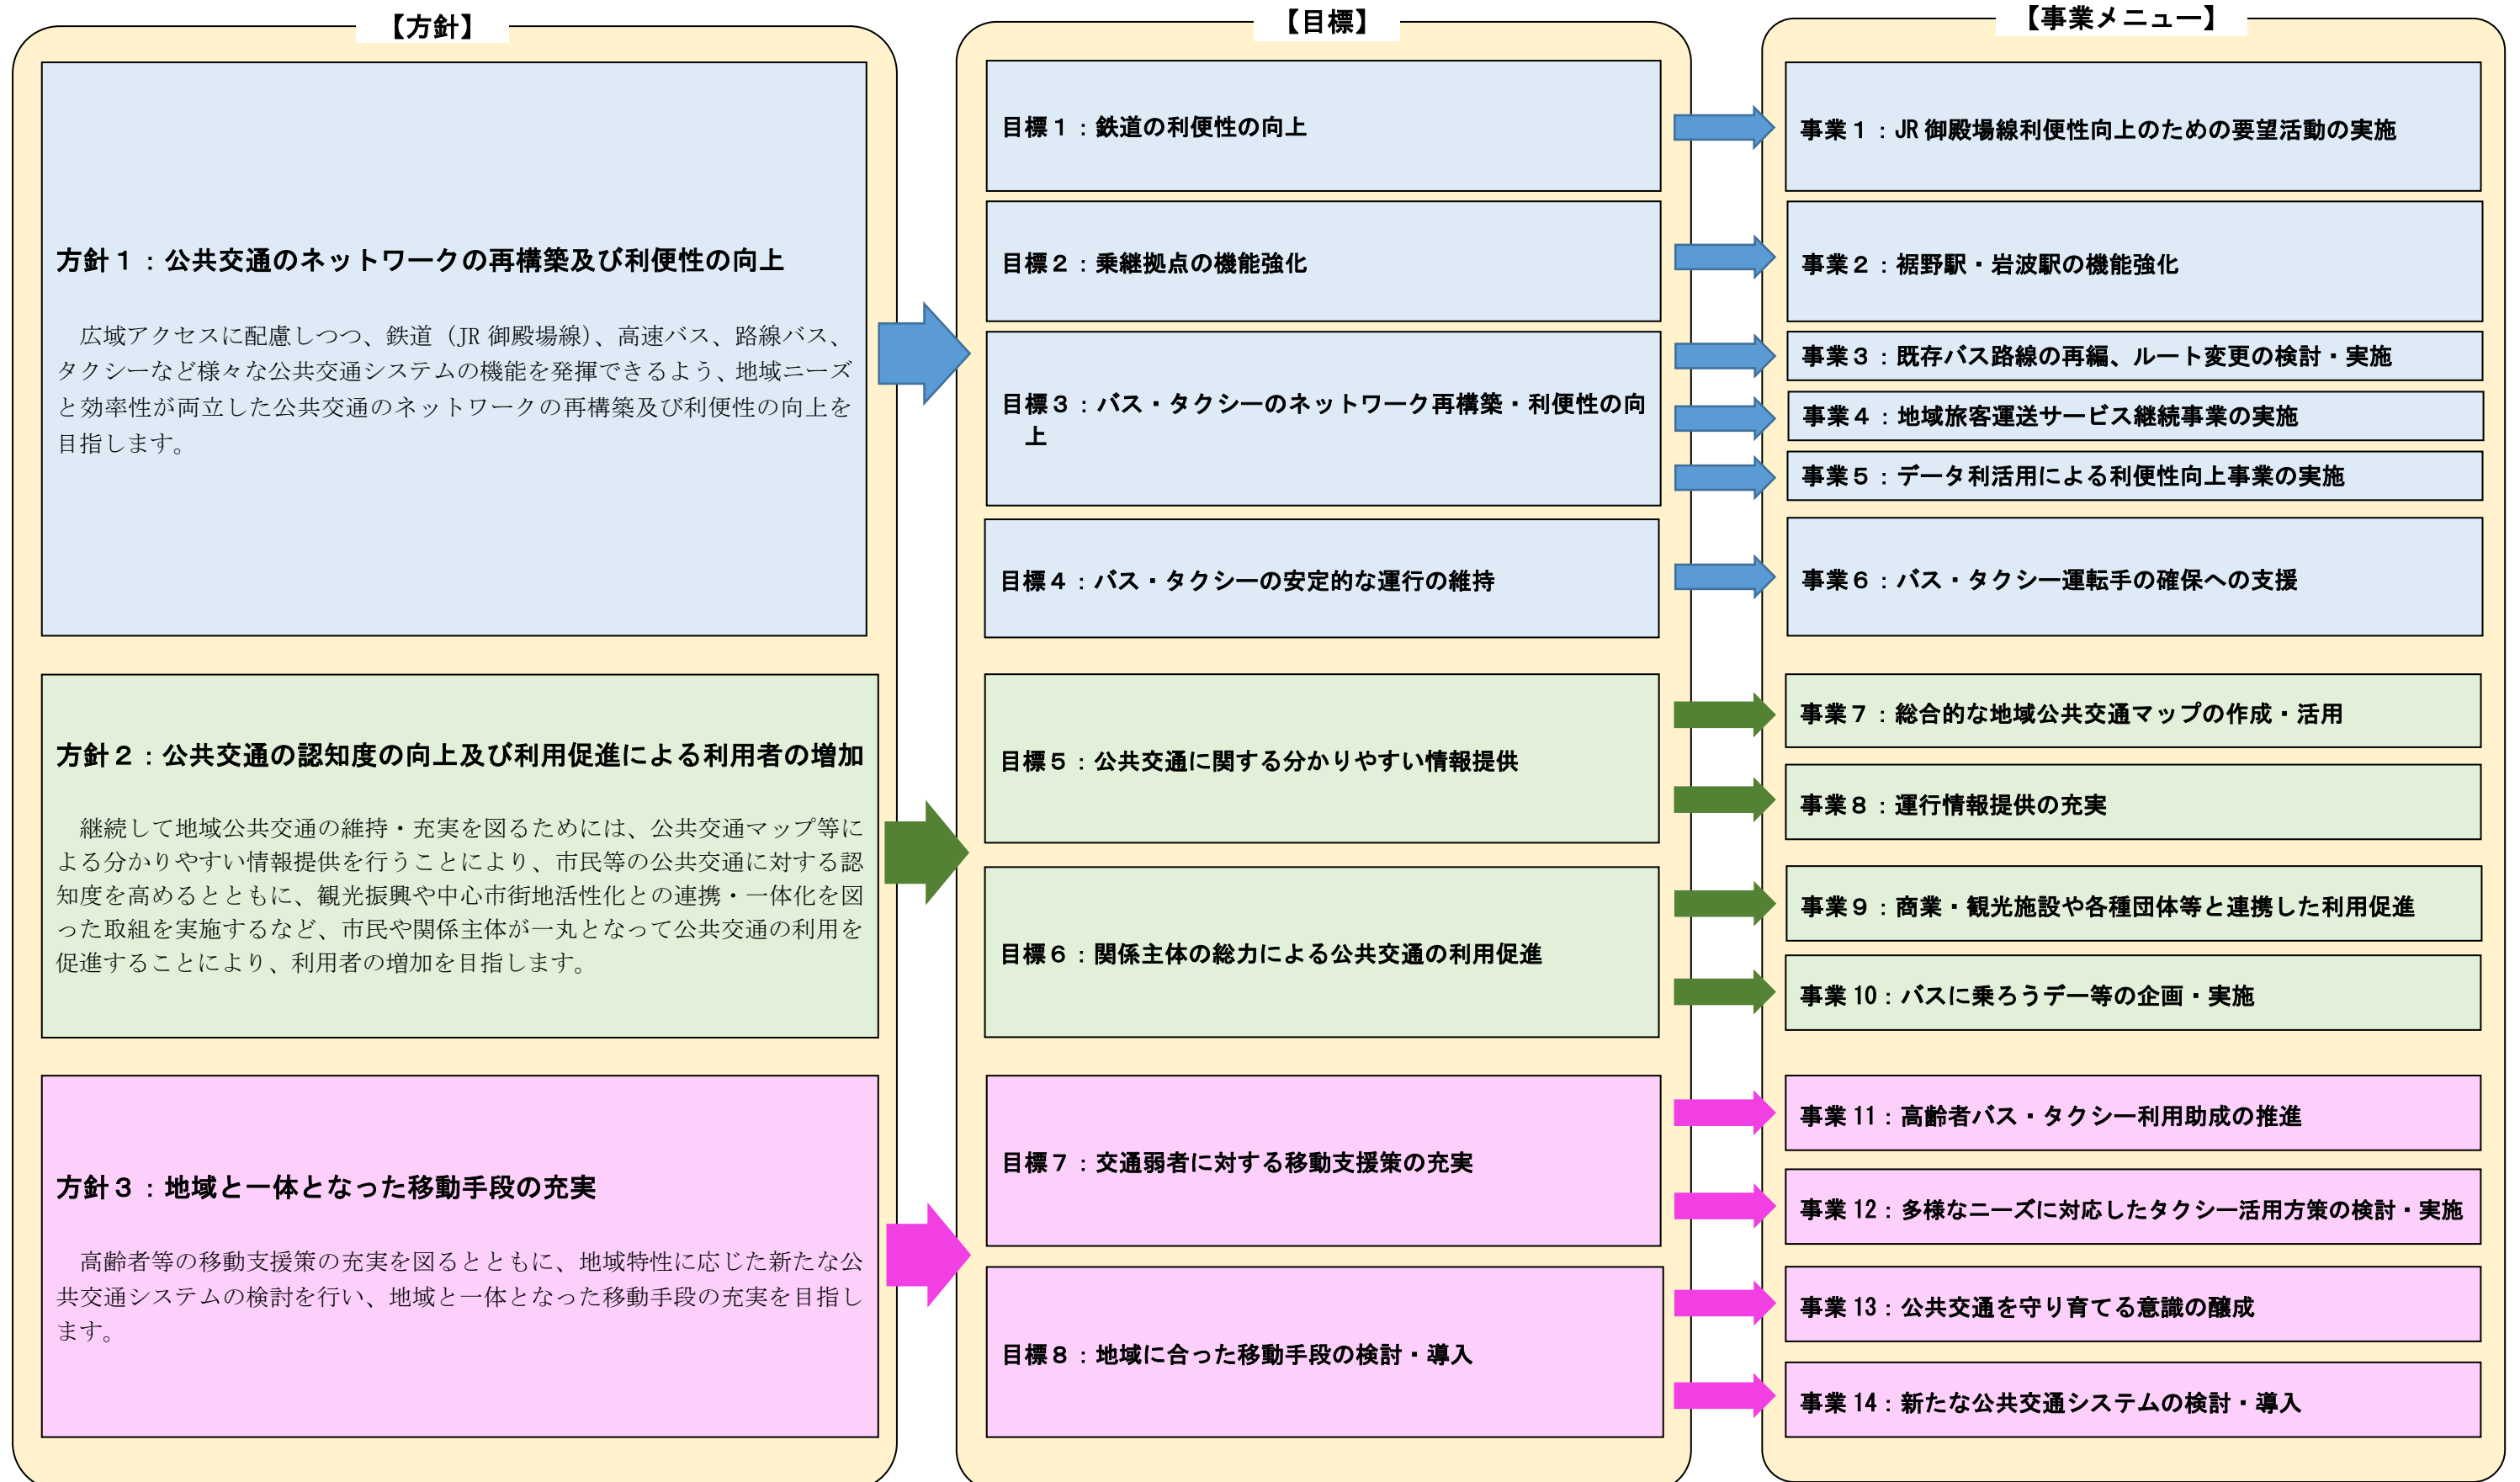 【方針】
方針１：公共交通のネットワークの再構築及び利便性の向上
広域アクセスに配慮しつつ、鉄道（JR 御殿場線）、高速バス、路線バス、
タクシーなど様々な公共交通システムの機能を発揮できるよう、地域ニーズ
と効率性が両立した公共交通のネットワークの再構築及び利便性の向上を
目指します。
方針２：公共交通の認知度の向上及び利用促進による利用者の増加
継続して地域公共交通の維持・充実を図るためには、公共交通マップ等に
よる分かりやすい情報提供を行うことにより、市民等の公共交通に対する認
知度を高めるとともに、観光振興や中心市街地活性化との連携・一体化を図
った取組を実施するなど、市民や関係主体が一丸となって公共交通の利用を
促進することにより、利用者の増加を目指します。
方針３：地域と一体となった移動手段の充実
高齢者等の移動支援策の充実を図るとともに、地域特性に応じた新たな公
共交通システムの検討を行い、地域と一体となった移動手段の充実を目指し
ます。
【目標】
目標１：鉄道の利便性の向上
目標２：乗継拠点の機能強化
目標３：バス・タクシーのネットワーク再構築・利便性の向
上
目標４：バス・タクシーの安定的な運行の維持
目標５：公共交通に関する分かりやすい情報提供
目標６：関係主体の総力による公共交通の利用促進
目標７：交通弱者に対する移動支援策の充実
目標８：地域に合った移動手段の検討・導入
【事業メニュー】
事業１：JR 御殿場線利便性向上のための要望活動の実施
事業２：裾野駅・岩波駅の機能強化
事業３：既存バス路線の再編、ルート変更の検討・実施
事業４：地域旅客運送サービス継続事業の実施
事業５：データ利活用による利便性向上事業の実施
事業６：バス・タクシー運転手の確保への支援
事業７：総合的な地域公共交通マップの作成・活用
事業８：運行情報提供の充実
事業９：商業・観光施設や各種団体等と連携した利用促進
事業 10：バスに乗ろうデー等の企画・実施
事業 11：高齢者バス・タクシー利用助成の推進
事業 12：多様なニーズに対応したタクシー活用方策の検討・実施
事業 13：公共交通を守り育てる意識の醸成
事業 14：新たな公共交通システムの検討・導入